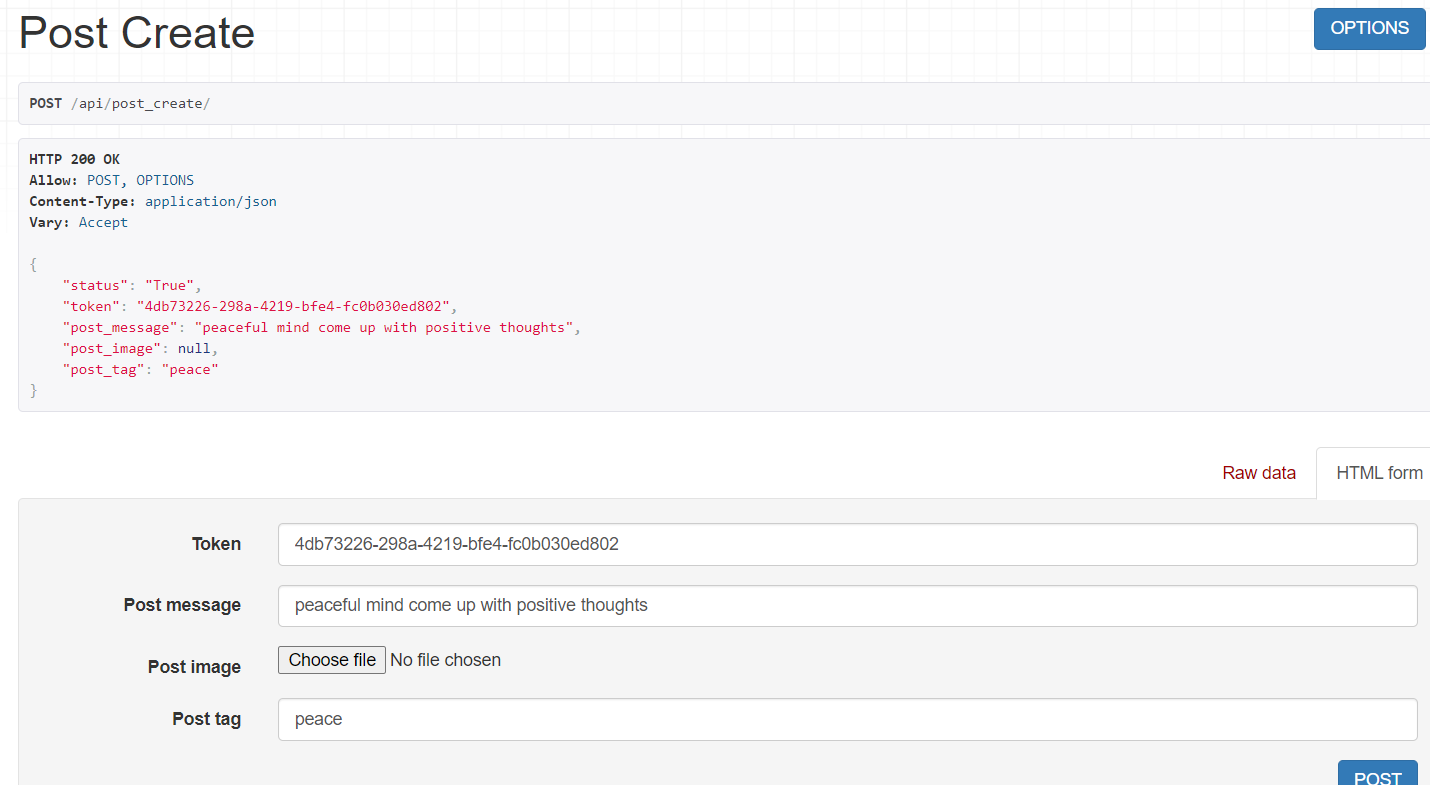 Post Create
OPTIONS
POST /api/post_create/
HTTP 200 OK
Allow: POST, OPTIONS
Content-Type: application/json
Vary: Accept
{
"status": "True",
"token": "4db73226-298a-4219-bfe4-fc0b030ed802",
"post_message": "peaceful mind come up with positive thoughts",
"post_image": null,
"post_tag": "peace"
}
Raw data
HTML form
Token 4db73226-298a-4219-bfe4-fc0b030ed802
Post message peaceful mind come up with positive thoughts
Post image Choose file No file chosen
Post tag peace
POST